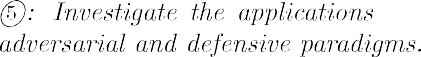 ⑤: Investigate the applications
adversarial and defensive paradigms.